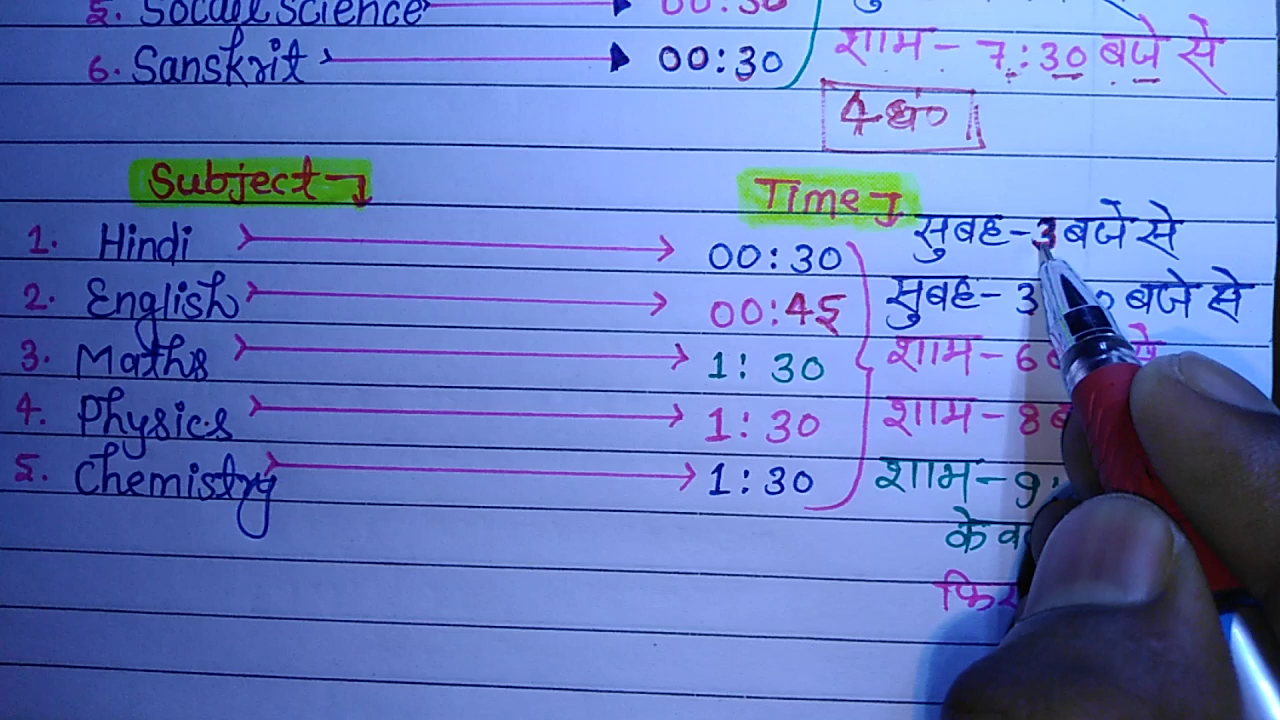 5. Social Science 00:30
6. Sanskrit 00:30 शाम - 7:30 बजे से
4 घं०
Subject Time
1. Hindi 00:30 सुबह - 3 बजे से
2. English 00:45 सुबह - 3 बजे से
3. Maths 1:30 शाम - 6
4. Physics 1:30 शाम - 8
5. Chemistry 1:30 शाम - 9